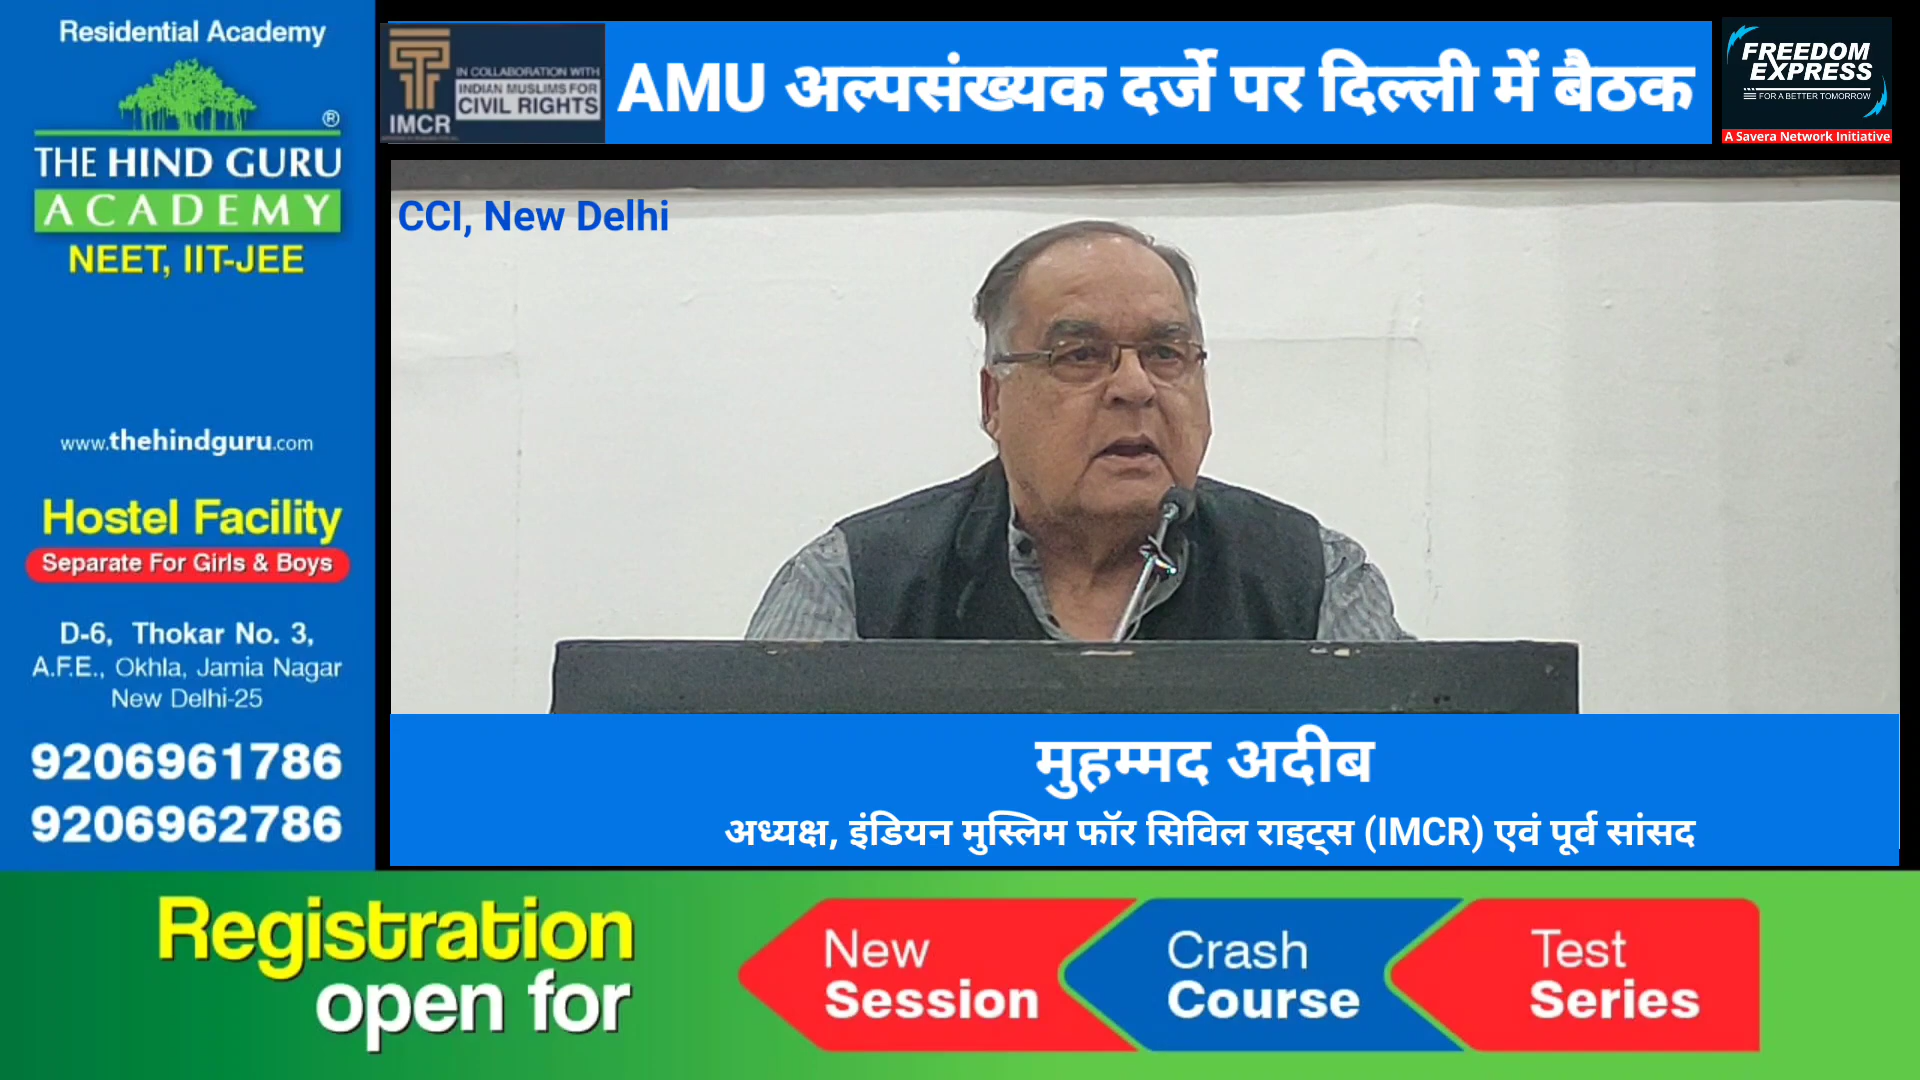 Residential Academy
®
THE HIND GURU
ACADEMY
NEET, IIT-JEE
www.thehindguru.com
Hostel Facility
Separate For Girls & Boys
D-6, Thokar No. 3,
A.F.E., Okhla, Jamia Nagar
New Delhi-25
9206961786
9206962786
IMCR
IN COLLABORATION WITH
INDIAN MUSLIMS FOR
CIVIL RIGHTS
AMU अल्पसंख्यक दर्जे पर दिल्ली में बैठक
FREEDOM
EXPRESS
FOR A BETTER TOMORROW
A Savera Network Initiative
CCI, New Delhi
मुहम्मद अदीब
अध्यक्ष, इंडियन मुस्लिम फॉर सिविल राइट्स (IMCR) एवं पूर्व सांसद
Registration
open for
New
Session
Crash
Course
Test
Series